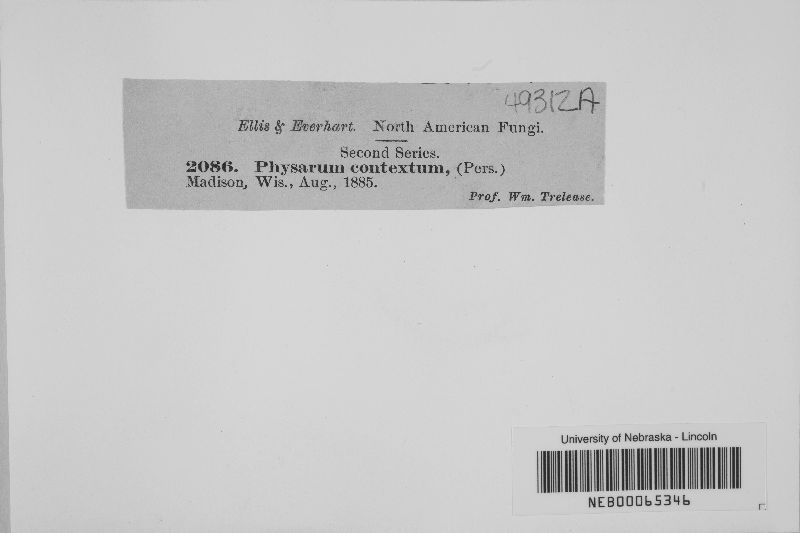 49312A
Ellis & Everhart. North American Fungi.
Second Series.
2086. Physarum contextum, (Pers.)
Madison, Wis., Aug., 1885.
Prof. Wm. Trelease.
University of Nebraska - Lincoln
NEB00065346